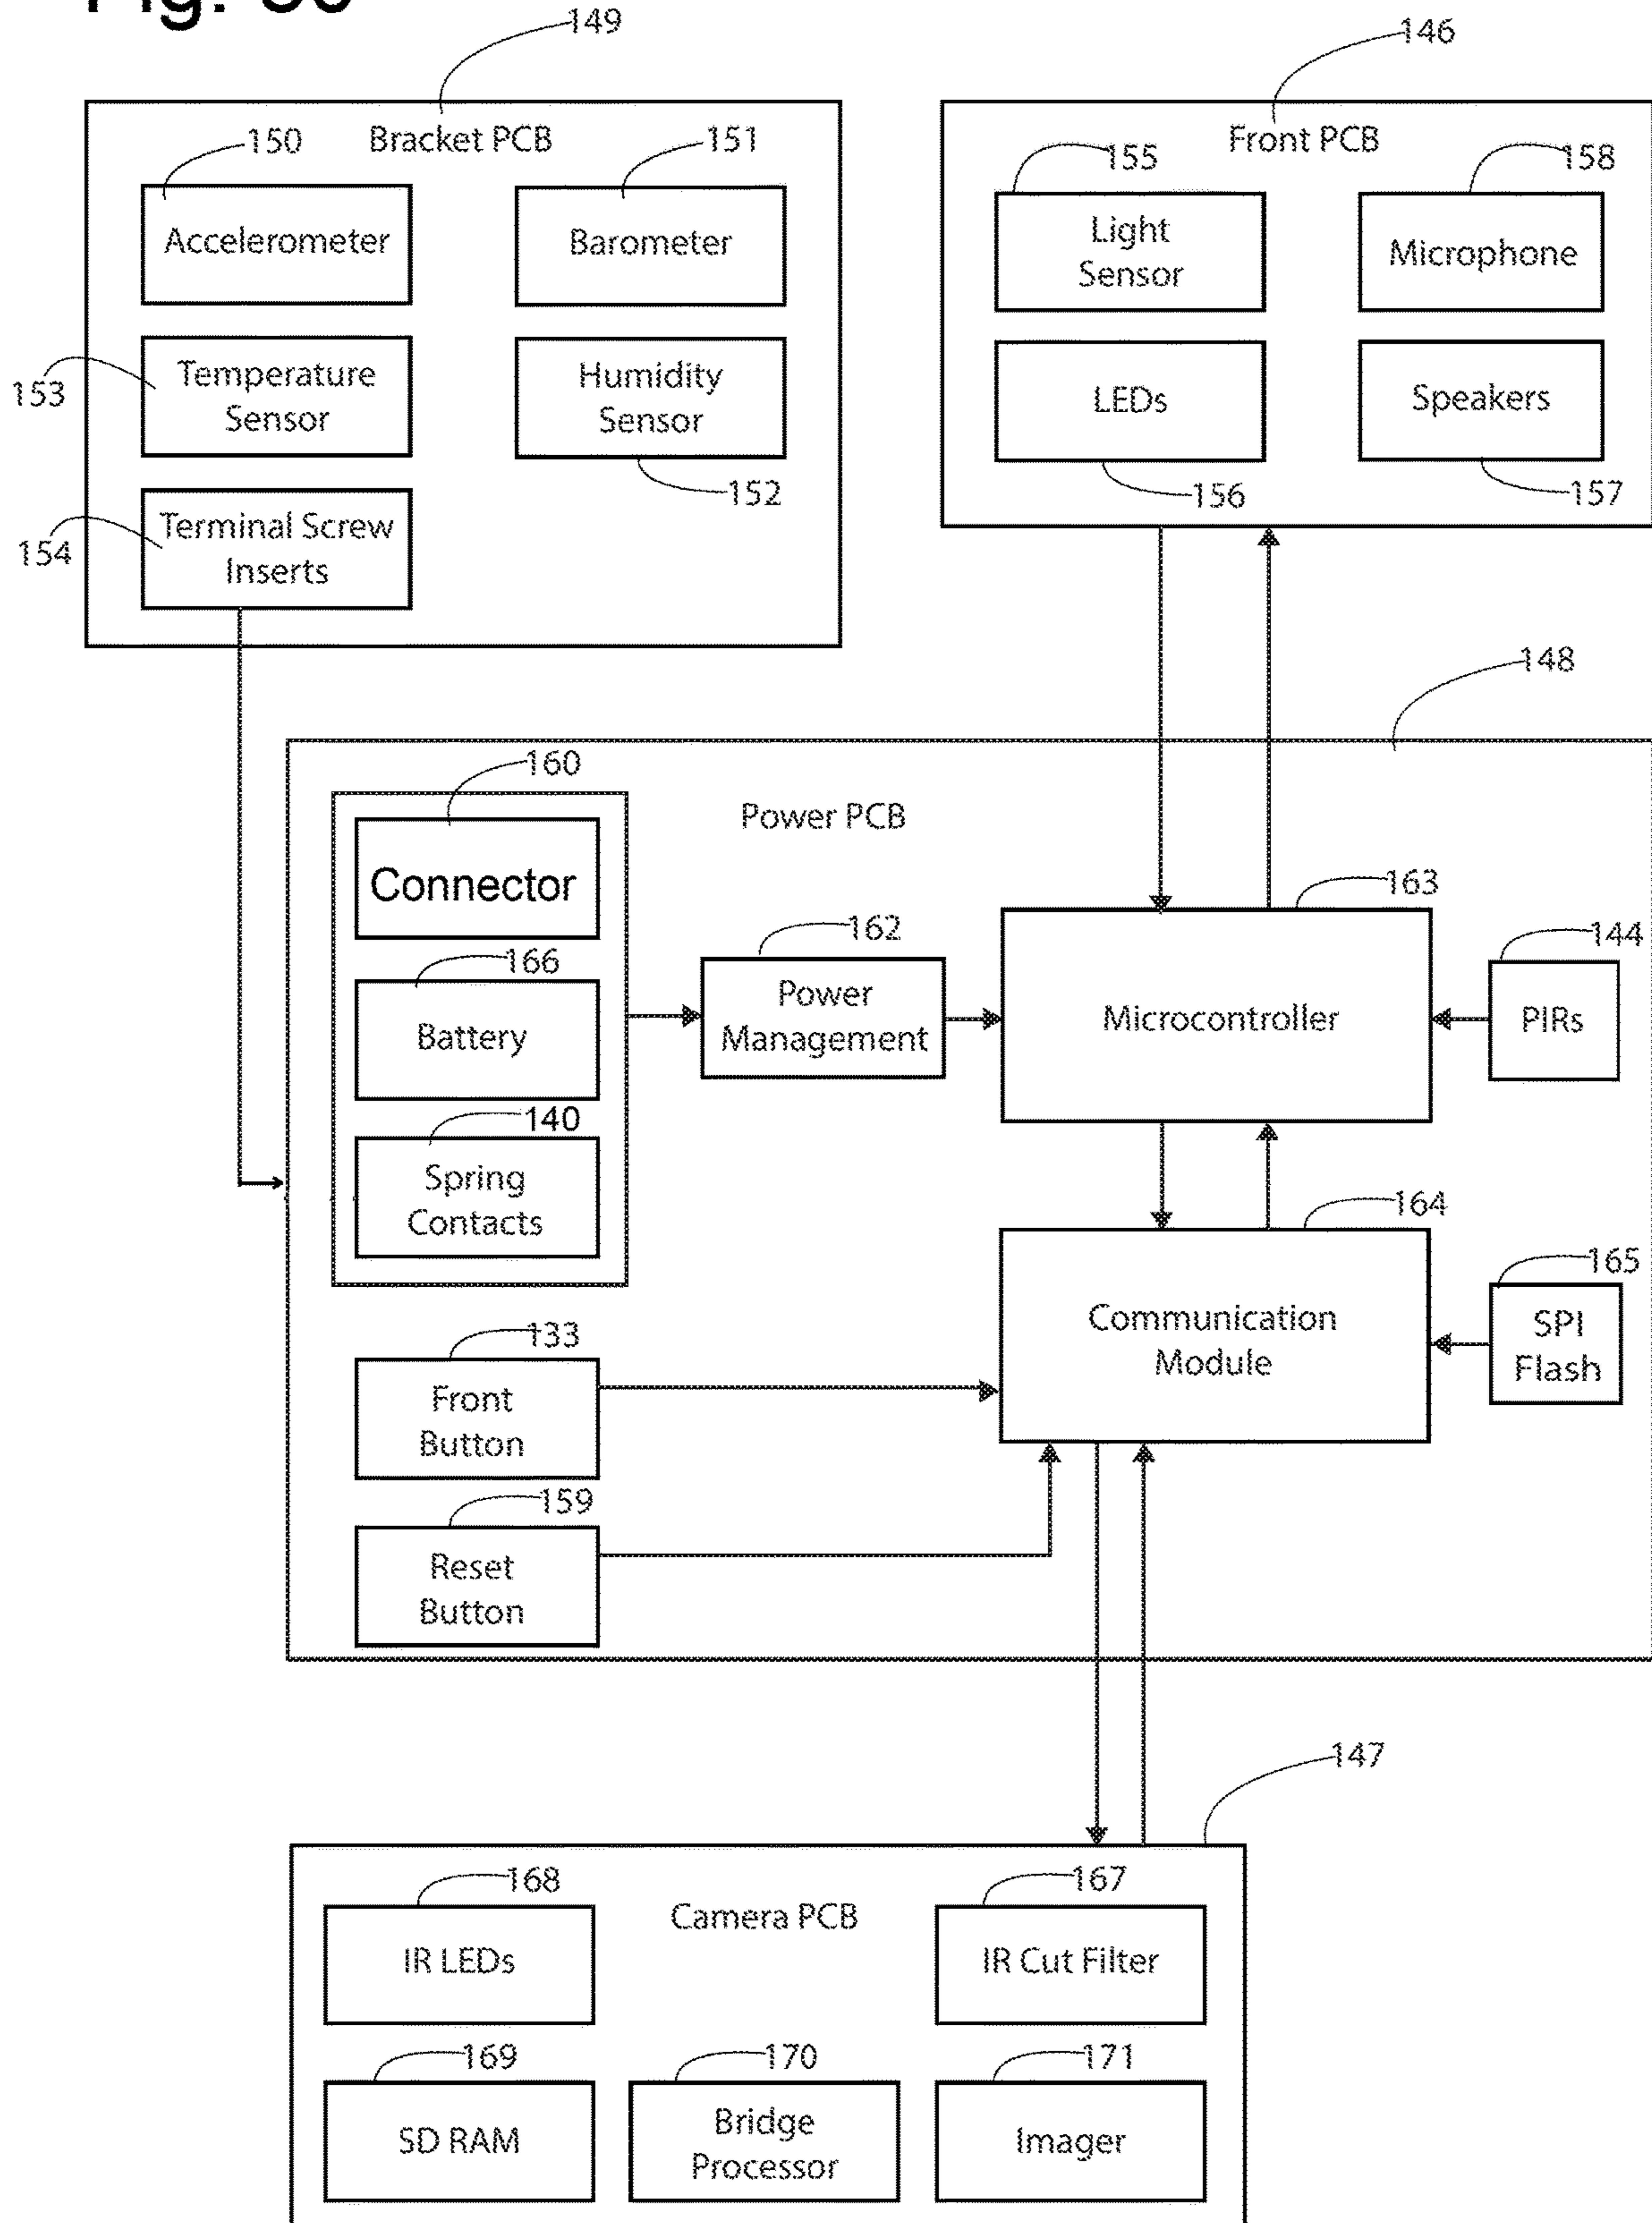 Fig.
149
146
Bracket PCB
150
151
Accelerometer
Barometer
153
Temperature
Sensor
Humidity
Sensor
152
154
Terminal Screw
Inserts
Front PCB
155
158
Light
Sensor
Microphone
LEDs
Speakers
156
157
148
Power PCB
160
Connector
166
Battery
140
Spring
Contacts
162
Power
Management
163
Microcontroller
144
PIRs
164
Communication
Module
165
SPI
Flash
133
Front
Button
159
Reset
Button
147
Camera PCB
168
IR LEDs
167
IR Cut Filter
169
SD RAM
170
Bridge
Processor
171
Imager